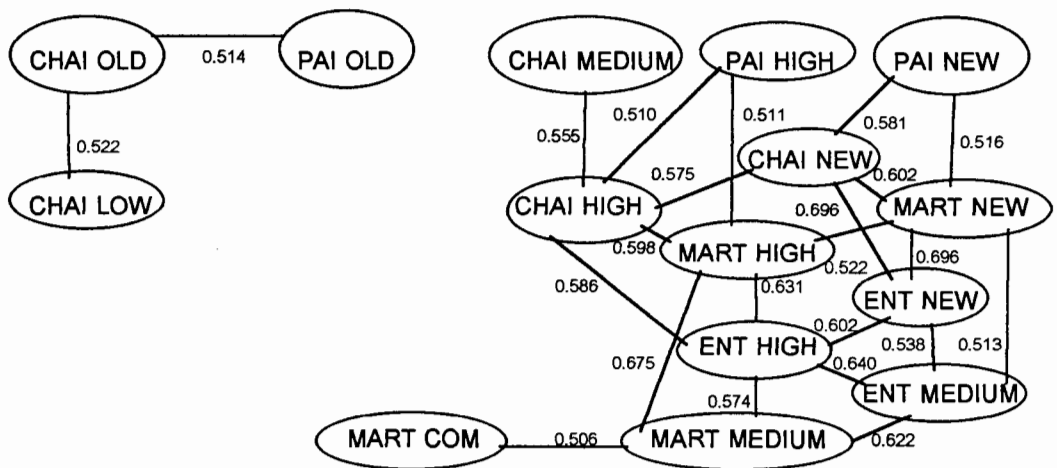 CHAI OLD
0.514
PAI OLD
CHAI MEDIUM
PAI HIGH
PAI NEW
0.522
0.555
0.510
0.511
0.581
0.516
CHAI LOW
CHAI NEW
0.575
0.602
CHAI HIGH
MART NEW
0.598
0.696
MART HIGH
0.522
0.696
0.586
0.631
ENT NEW
0.602
0.675
ENT HIGH
0.538
0.513
0.640
ENT MEDIUM
0.574
MART COM
0.506
MART MEDIUM
0.622